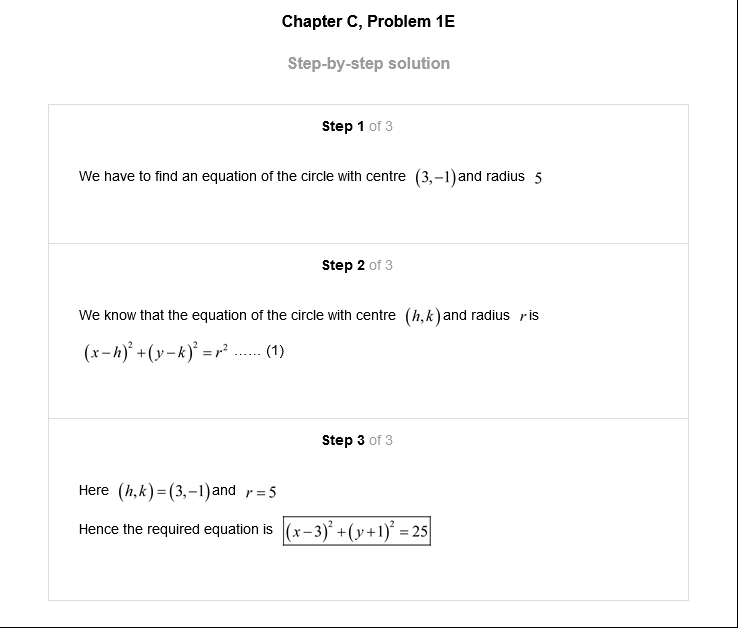 Chapter C, Problem 1E
Step-by-step solution
Step 1 of 3
We have to find an equation of the circle with centre (3,−1) and radius 5
Step 2 of 3
We know that the equation of the circle with centre (h,k) and radius r is
(x−h)² + (y−k)² = r² ...... (1)
Step 3 of 3
Here (h,k) = (3,−1) and r = 5
Hence the required equation is (x−3)² + (y+1)² = 25